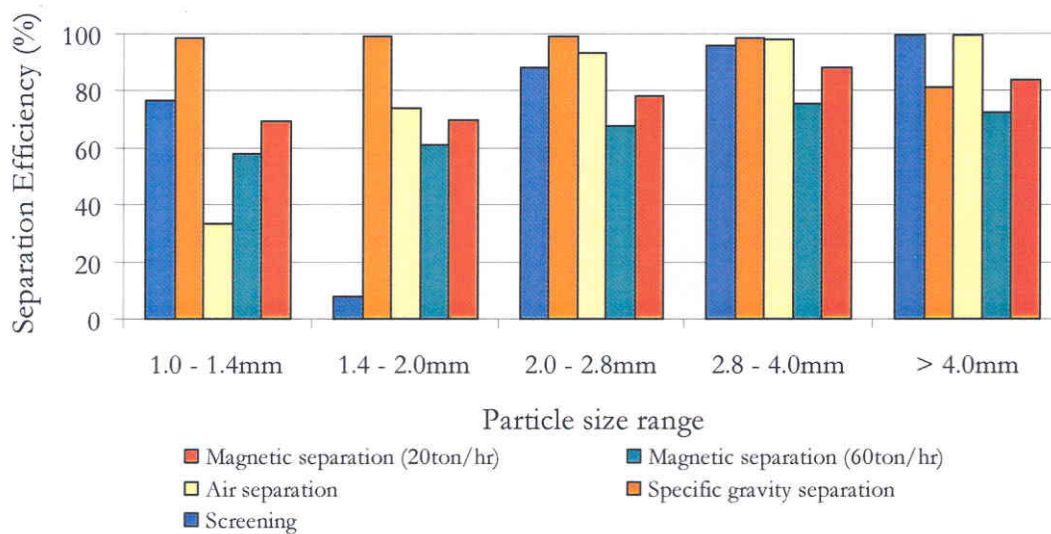 Separation Efficiency (%)
100
80
60
40
20
0
1.0 - 1.4mm
1.4 - 2.0mm
2.0 - 2.8mm
2.8 - 4.0mm
> 4.0mm
Particle size range
Magnetic separation (20ton/hr)
Magnetic separation (60ton/hr)
Air separation
Specific gravity separation
Screening